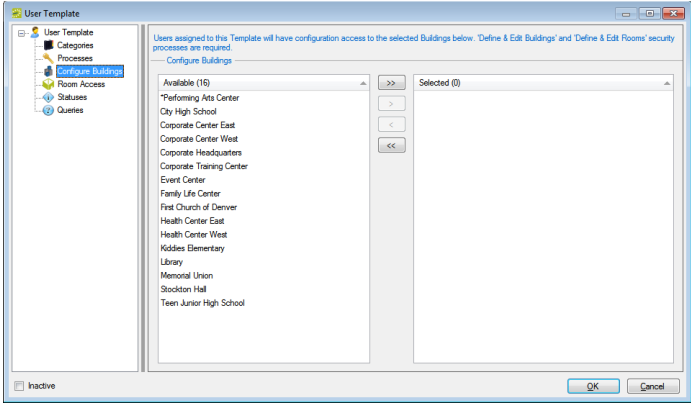 User Template
User Template
Categories
Processes
Configure Buildings
Room Access
Statuses
Queries
Users assigned to this Template will have configuration access to the selected Buildings below. 'Define & Edit Buildings' and 'Define & Edit Rooms' security
processes are required.
Configure Buildings
Available (16)
*Performing Arts Center
City High School
Corporate Center East
Corporate Center West
Corporate Headquarters
Corporate Training Center
Event Center
Family Life Center
First Church of Denver
Health Center East
Health Center West
Kiddies Elementary
Library
Memorial Union
Stockton Hall
Teen Junior High School
>>
>
<
<<
Selected (0)
Inactive
OK
Cancel